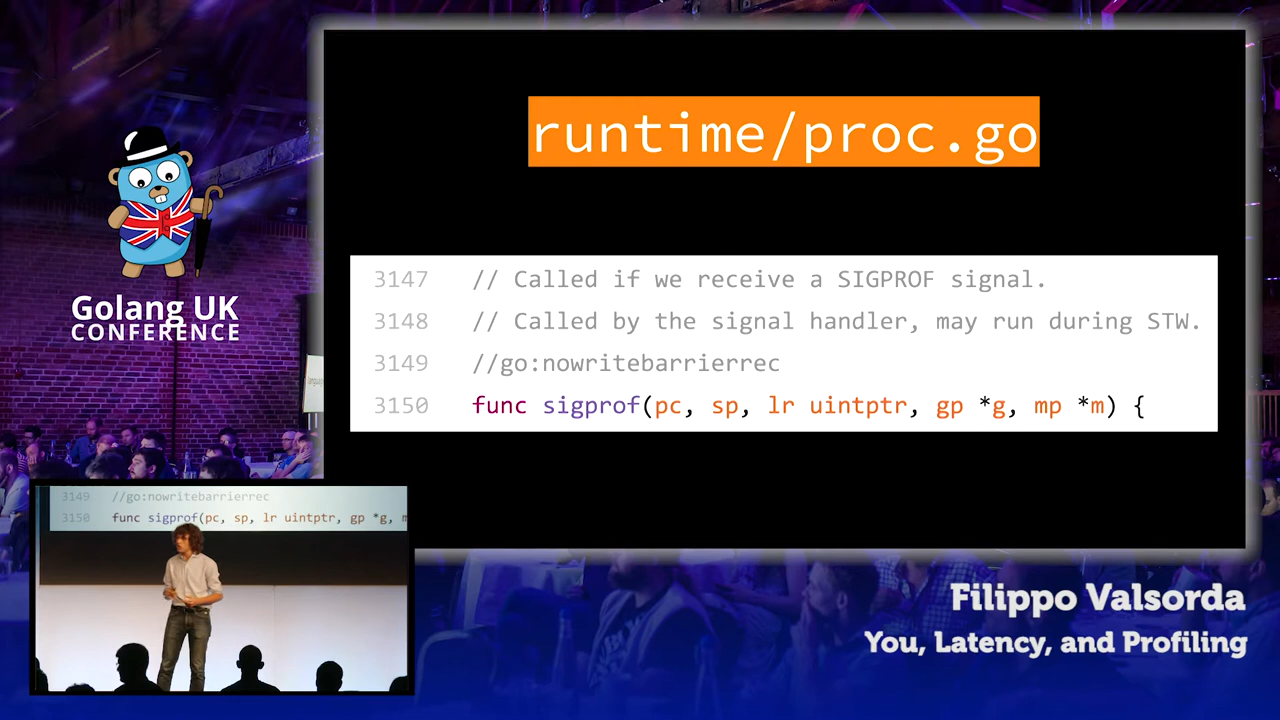 runtime/proc.go
3147 // Called if we receive a SIGPROF signal.
3148 // Called by the signal handler, may run during STW.
3149 //go:nowritebarrierrec
3150 func sigprof(pc, sp, lr uintptr, gp *g, mp *m) {
Golang UK
CONFERENCE
3149 //go:nowritebarrierrec
3150 func sigprof(pc, sp, lr uintptr, gp *g, m
Filippo Valsorda
You, Latency, and Profiling